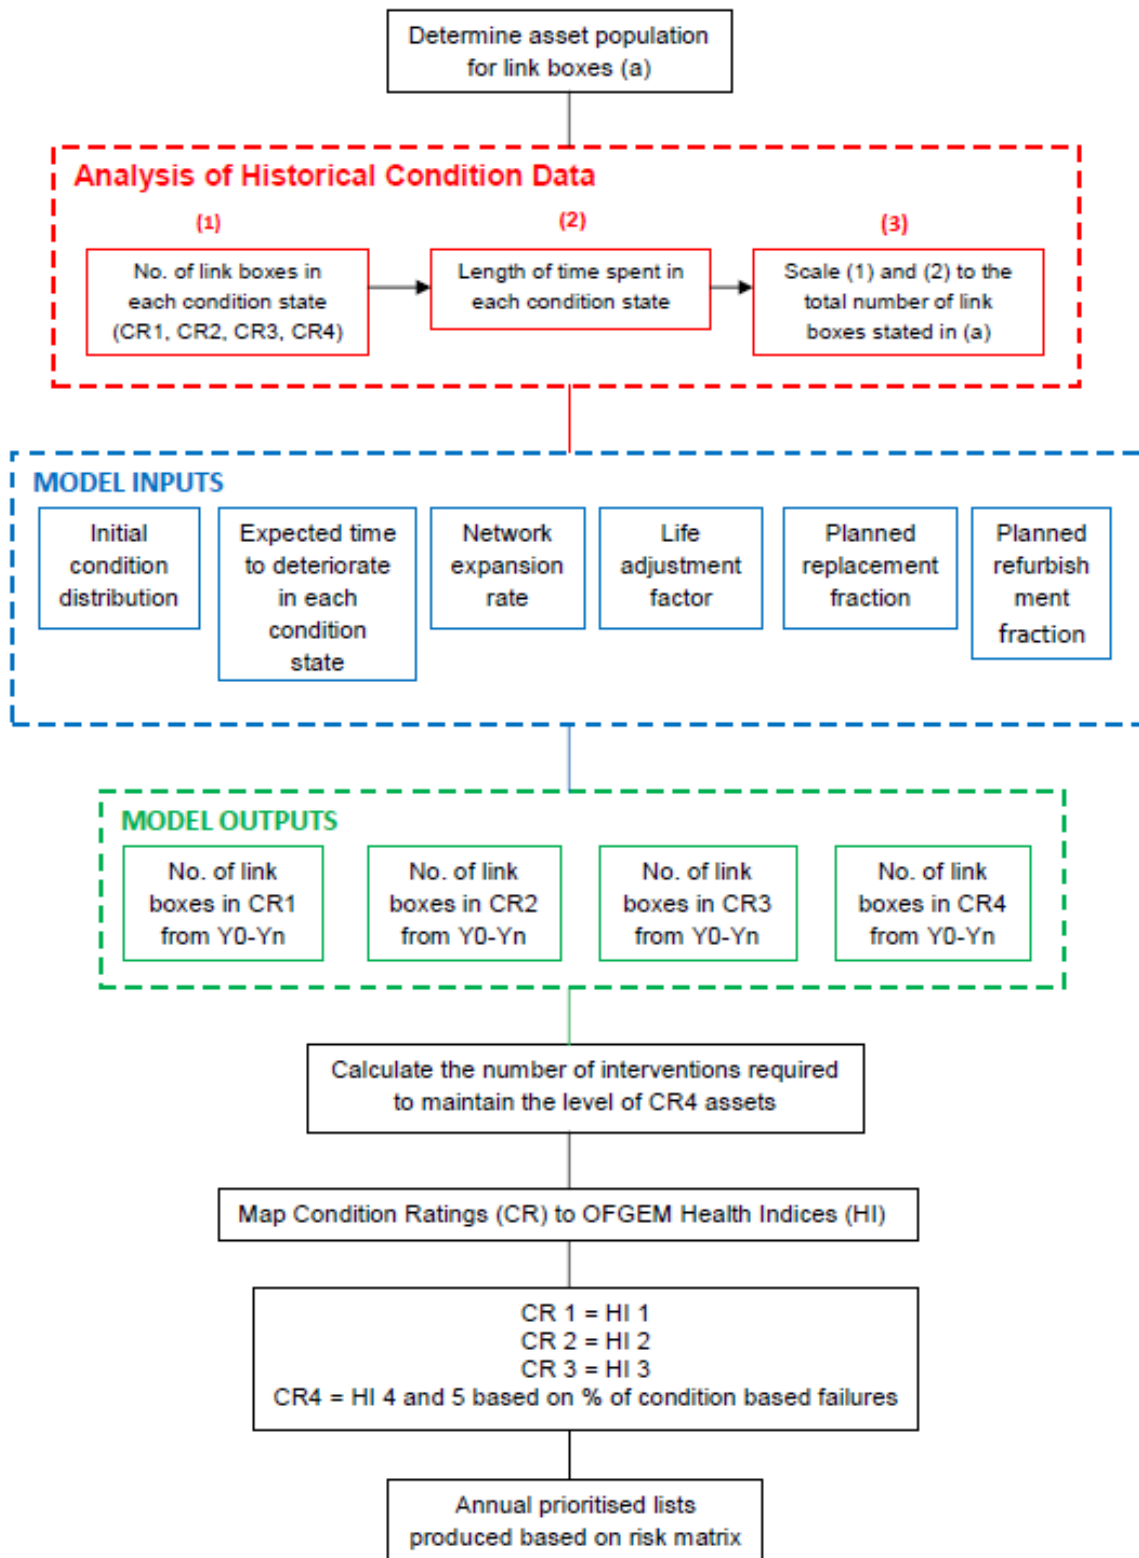 Determine asset population
for link boxes (a)
Analysis of Historical Condition Data
(1)
No. of link boxes in
each condition state
(CR1, CR2, CR3, CR4)
(2)
Length of time spent in
each condition state
(3)
Scale (1) and (2) to the
total number of link
boxes stated in (a)
MODEL INPUTS
Initial
condition
distribution
Expected time
to deteriorate
in each
condition
state
Network
expansion
rate
Life
adjustment
factor
Planned
replacement
fraction
Planned
refurbish
ment
fraction
MODEL OUTPUTS
No. of link
boxes in CR1
from Y0-Yn
No. of link
boxes in CR2
from Y0-Yn
No. of link
boxes in CR3
from Y0-Yn
No. of link
boxes in CR4
from Y0-Yn
Calculate the number of interventions required
to maintain the level of CR4 assets
Map Condition Ratings (CR) to OFGEM Health Indices (HI)
CR 1 = HI 1
CR 2 = HI 2
CR 3 = HI 3
CR4 = HI 4 and 5 based on % of condition based failures
Annual prioritised lists
produced based on risk matrix